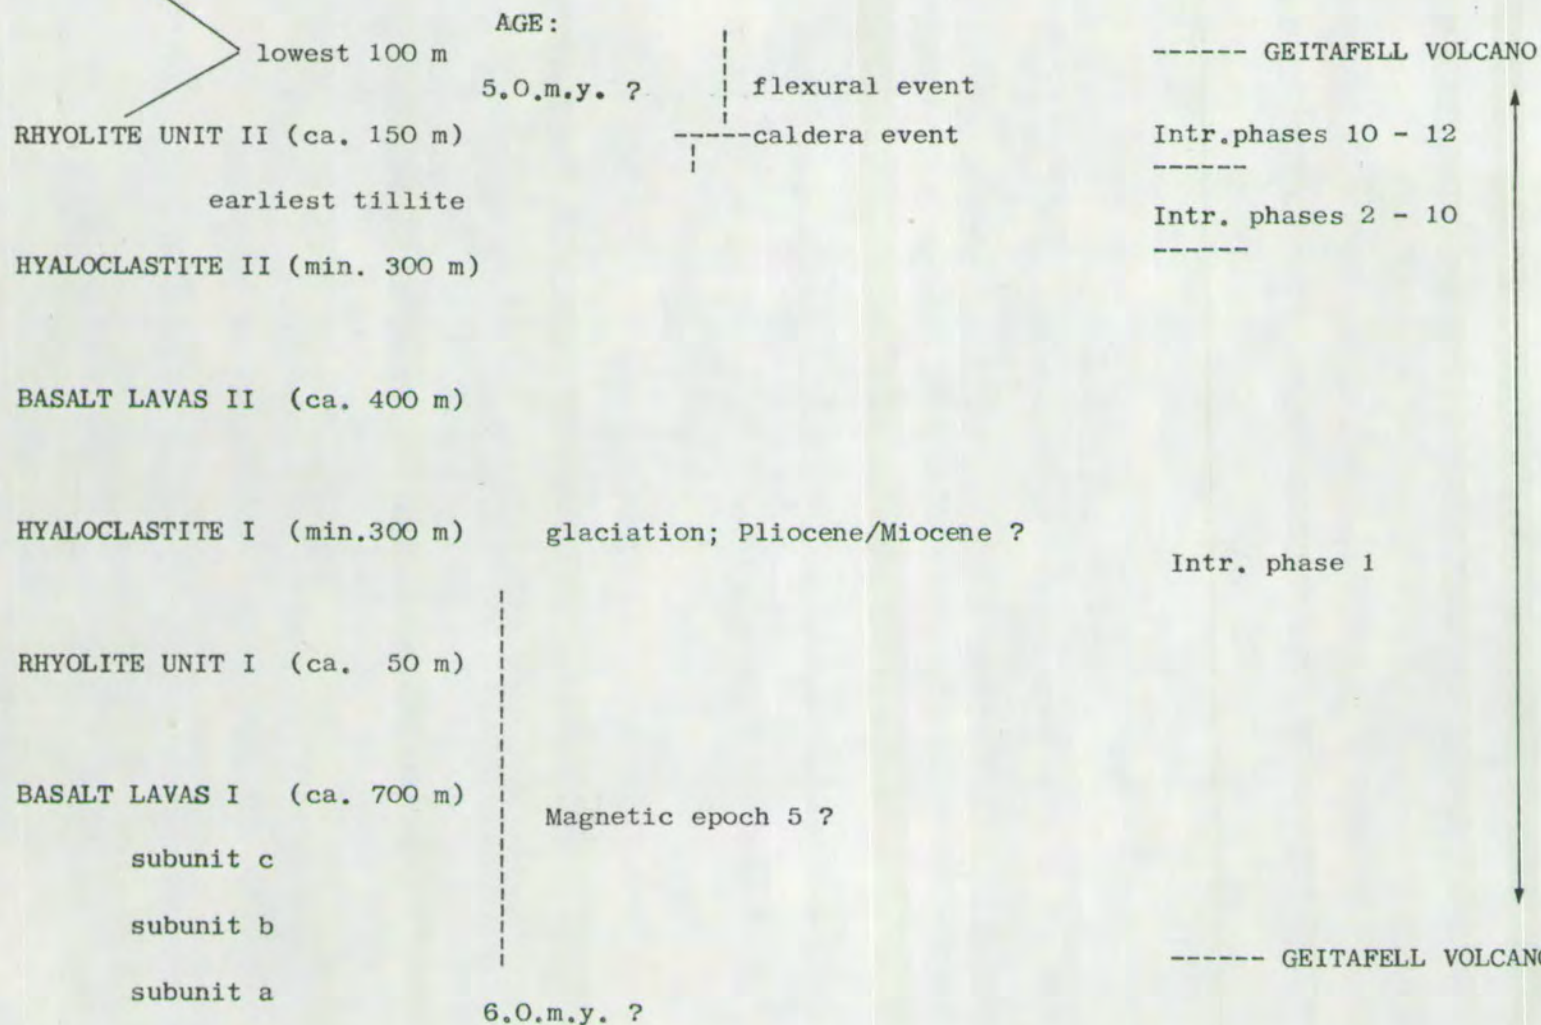 AGE:
lowest 100 m
------ GEITAFELL VOLCANO
5.0.m.y. ?
flexural event
RHYOLITE UNIT II (ca. 150 m)
-----caldera event
Intr.phases 10 - 12
------
earliest tillite
Intr. phases 2 - 10
------
HYALOCLASTITE II (min. 300 m)
BASALT LAVAS II (ca. 400 m)
HYALOCLASTITE I (min.300 m)
glaciation; Pliocene/Miocene ?
Intr. phase 1
RHYOLITE UNIT I (ca. 50 m)
BASALT LAVAS I (ca. 700 m)
Magnetic epoch 5 ?
subunit c
subunit b
------ GEITAFELL VOLCANO
subunit a
6.0.m.y. ?